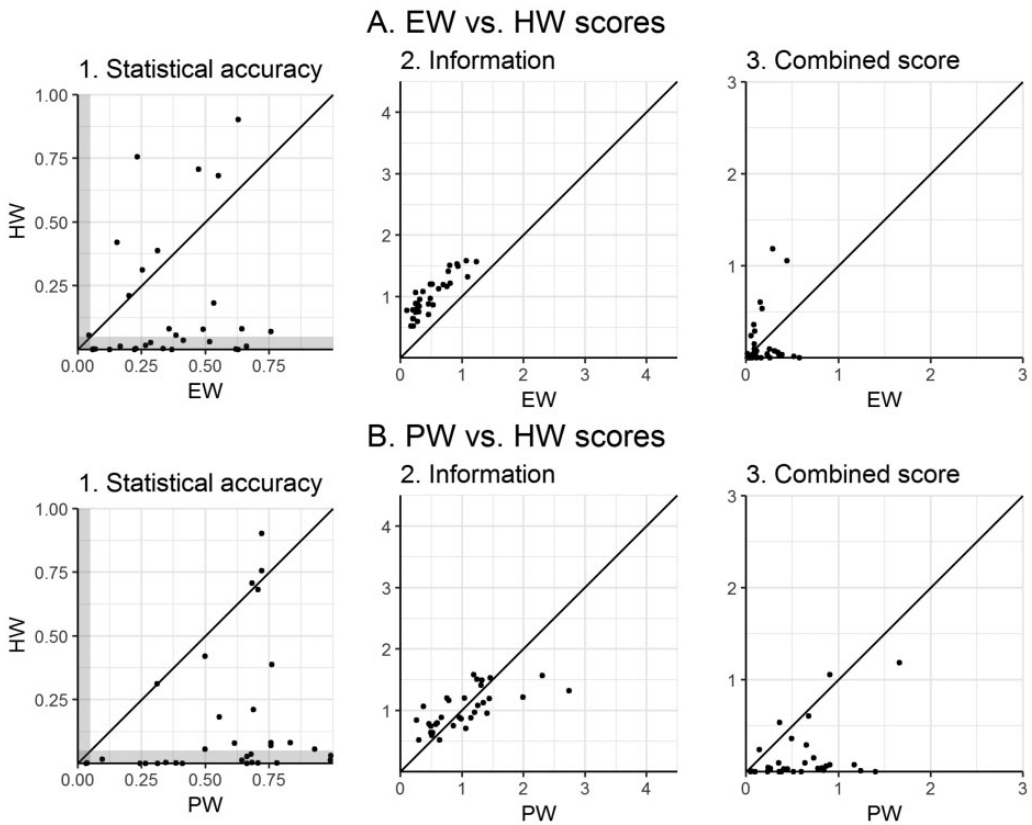 A. EW vs. HW scores
1. Statistical accuracy
2. Information
3. Combined score
1.00
0.75
0.50
0.25
HW
0.00 0.25 0.50 0.75
EW
4
3
2
1
0 1 2 3 4
EW
3
2
1
0 1 2 3
EW
B. PW vs. HW scores
1. Statistical accuracy
2. Information
3. Combined score
1.00
0.75
0.50
0.25
HW
0.00 0.25 0.50 0.75
PW
4
3
2
1
0 1 2 3 4
PW
3
2
1
0 1 2 3
PW